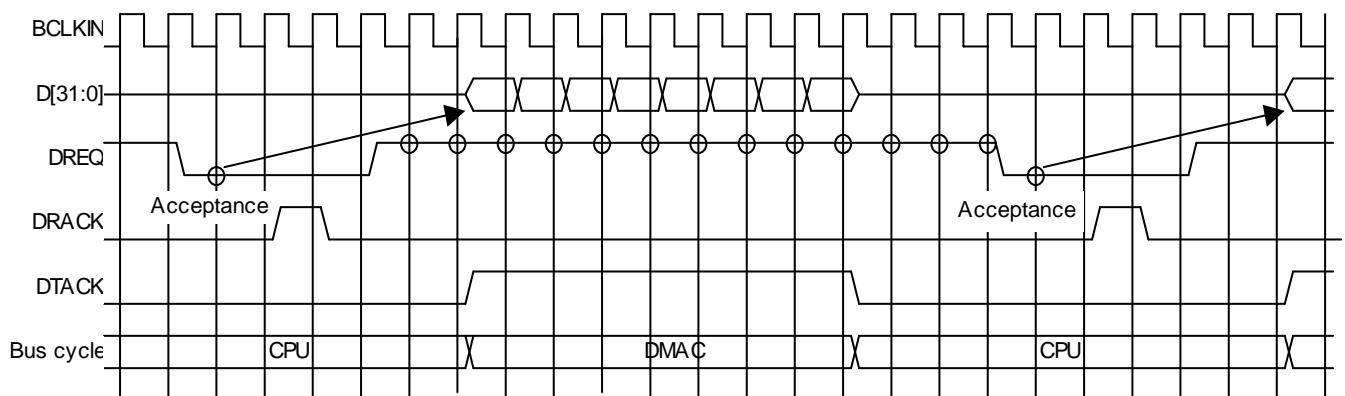 BCLKIN
D[31:0]
DREQ
Acceptance
Acceptance
DRACK
DTACK
Bus cycle
CPU
DMAC
CPU